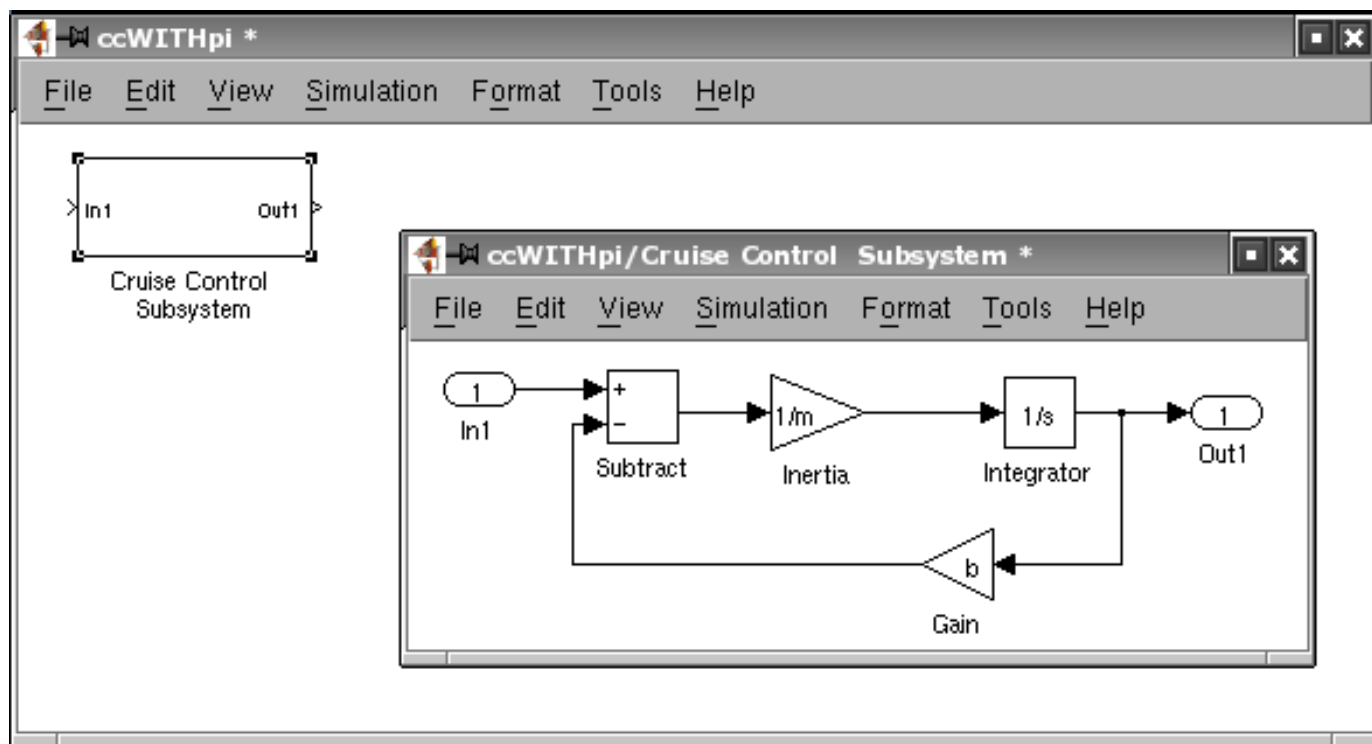 ccWITHpi *
File Edit View Simulation Format Tools Help
In1 Out1
Cruise Control
Subsystem
ccWITHpi/Cruise Control Subsystem *
File Edit View Simulation Format Tools Help
1
In1
+
−
Subtract
1/m
Inertia
1/s
Integrator
1
Out1
b
Gain